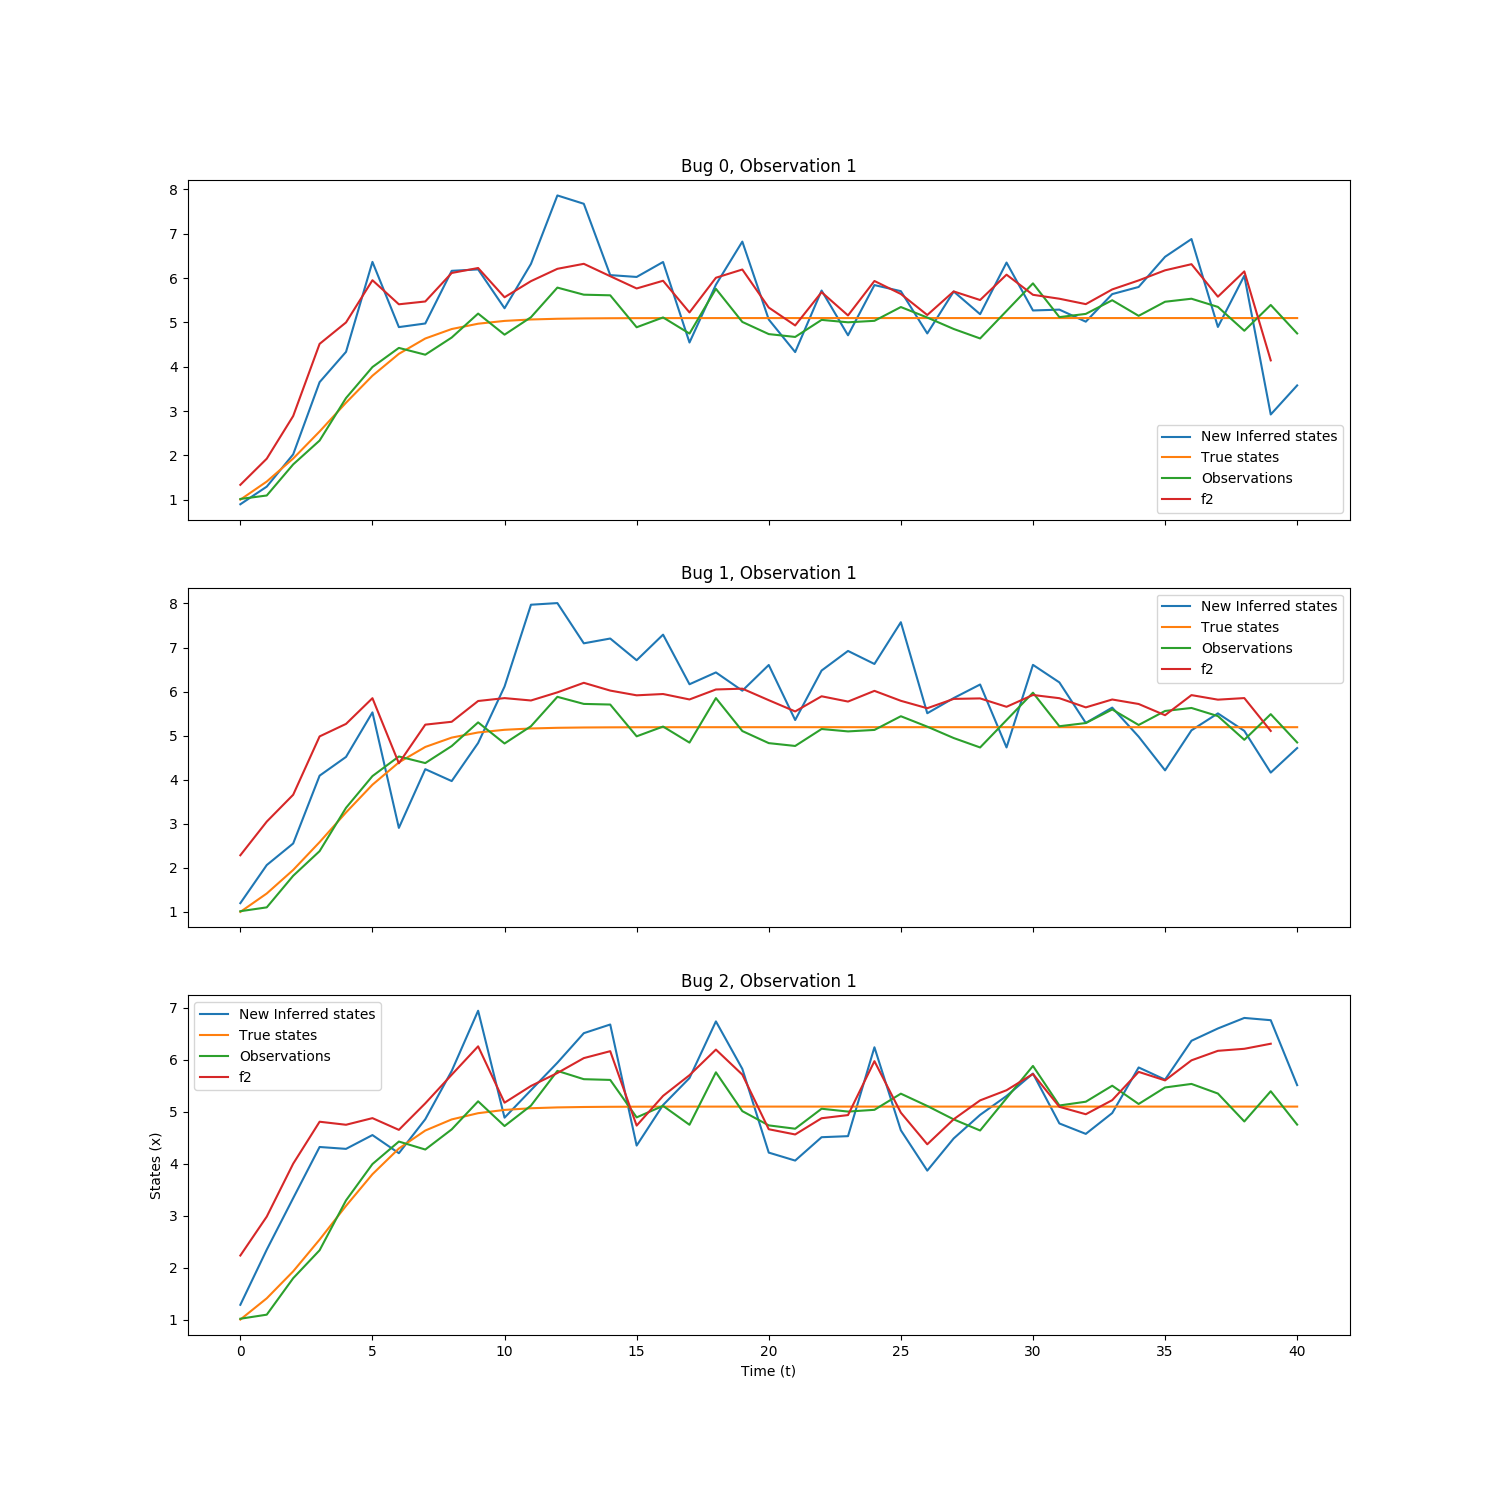 Bug 0, Observation 1
8
7
6
5
4
3
2
1
New Inferred states
True states
Observations
f2
Bug 1, Observation 1
8
7
6
5
4
3
2
1
New Inferred states
True states
Observations
f2
Bug 2, Observation 1
7
6
5
4
3
2
1
States (x)
New Inferred states
True states
Observations
f2
0 5 10 15 20 25 30 35 40
Time (t)